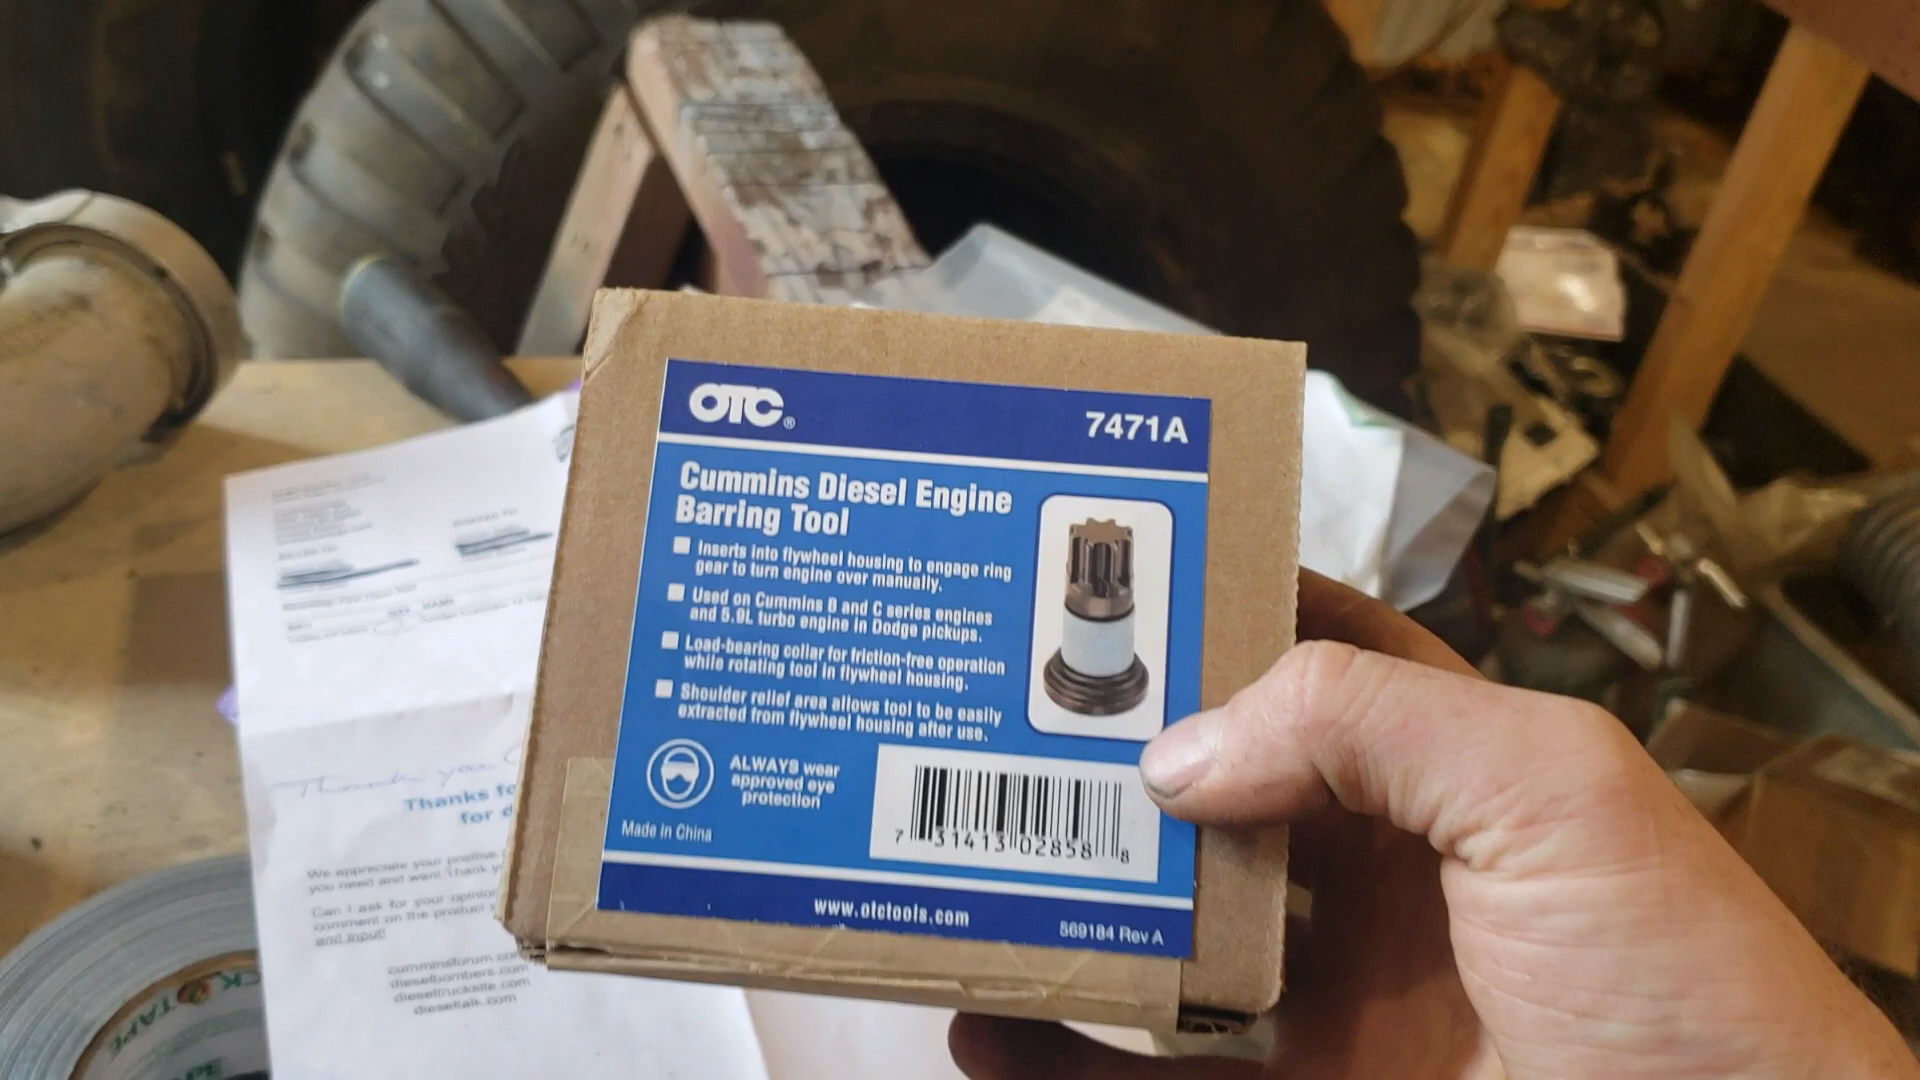 OTC®
7471A
Cummins Diesel Engine
Barring Tool
Inserts into flywheel housing to engage ring
gear to turn engine over manually.
Used on Cummins B and C series engines
and 5.9L turbo engine in Dodge pickups.
Load-bearing collar for friction-free operation
while rotating tool in flywheel housing.
Shoulder relief area allows tool to be easily
extracted from flywheel housing after use.
ALWAYS wear
approved eye
protection
Made in China
7 31413 02858 8
www.otctools.com
569184 Rev A
Thank you
Thanks fo
for d
We appreciate your positive
you need and want. Thank y
Can I ask for your opinion
comment on the product
and input!
cumminsforum.com
dieselbombers.com
dieseltrucksite.com
dieseltalk.com
CK TAPE